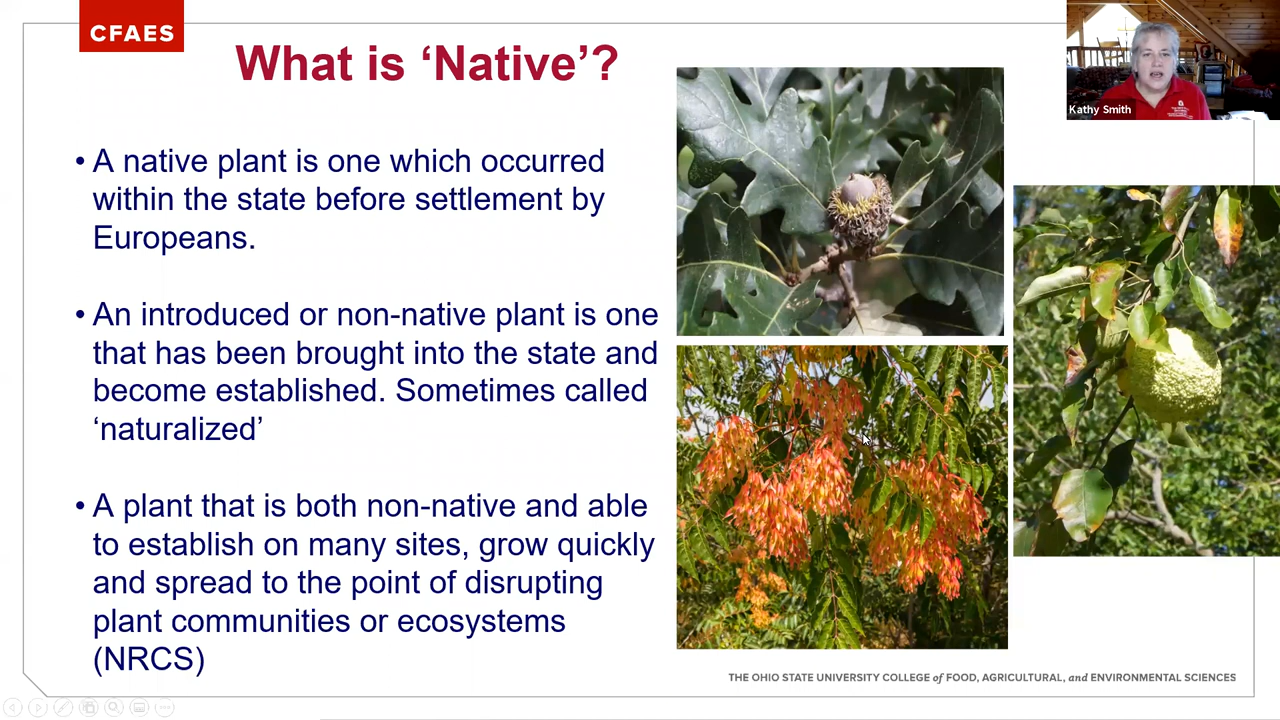 CFAES
What is ‘Native’?
Kathy Smith
• A native plant is one which occurred
within the state before settlement by
Europeans.
• An introduced or non-native plant is one
that has been brought into the state and
become established. Sometimes called
‘naturalized’
• A plant that is both non-native and able
to establish on many sites, grow quickly
and spread to the point of disrupting
plant communities or ecosystems
(NRCS)
THE OHIO STATE UNIVERSITY COLLEGE of FOOD, AGRICULTURAL, and ENVIRONMENTAL SCIENCES